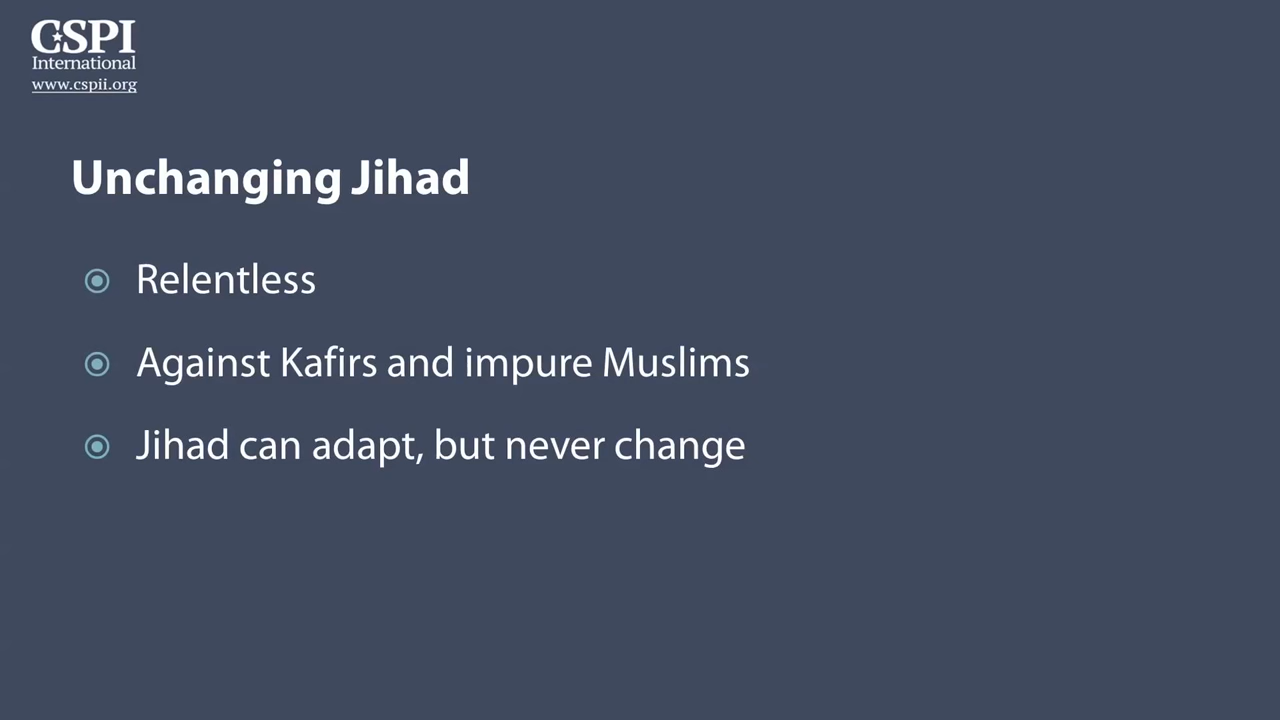 CSPI
International
www.cspii.org
Unchanging Jihad
Relentless
Against Kafirs and impure Muslims
Jihad can adapt, but never change